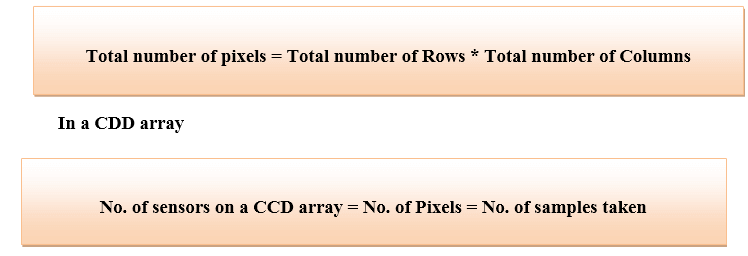 Total number of pixels = Total number of Rows * Total number of Columns
In a CDD array
No. of sensors on a CCD array = No. of Pixels = No. of samples taken